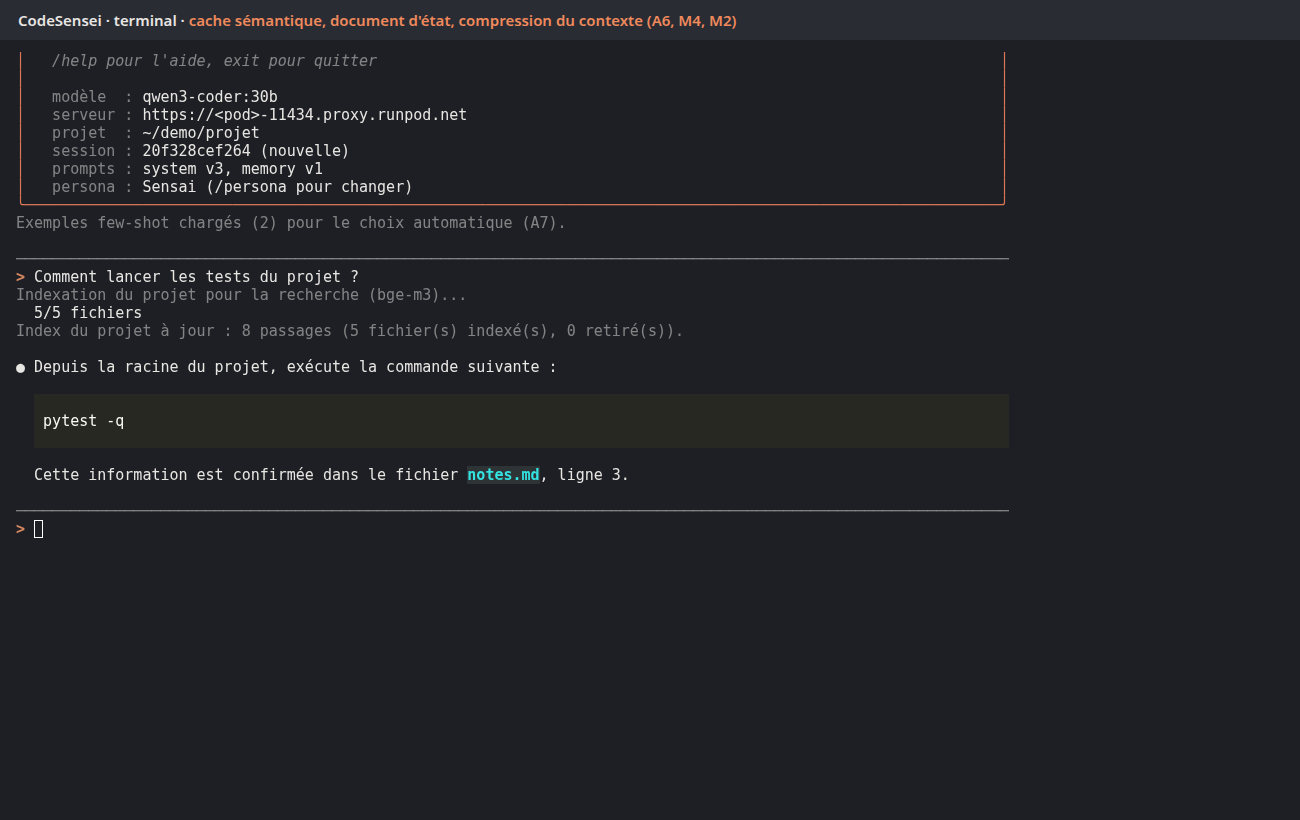 CodeSensei · terminal · cache sémantique, document d'état, compression du contexte (A6, M4, M2)
/help pour l'aide, exit pour quitter
modèle  : qwen3-coder:30b
serveur : https://<pod>-11434.proxy.runpod.net
projet  : ~/demo/projet
session : 20f328cef264 (nouvelle)
prompts : system v3, memory v1
persona : Sensai (/persona pour changer)
Exemples few-shot chargés (2) pour le choix automatique (A7).
> Comment lancer les tests du projet ?
Indexation du projet pour la recherche (bge-m3)...
5/5 fichiers
Index du projet à jour : 8 passages (5 fichier(s) indexé(s), 0 retiré(s)).
● Depuis la racine du projet, exécute la commande suivante :
pytest -q
Cette information est confirmée dans le fichier notes.md, ligne 3.
>